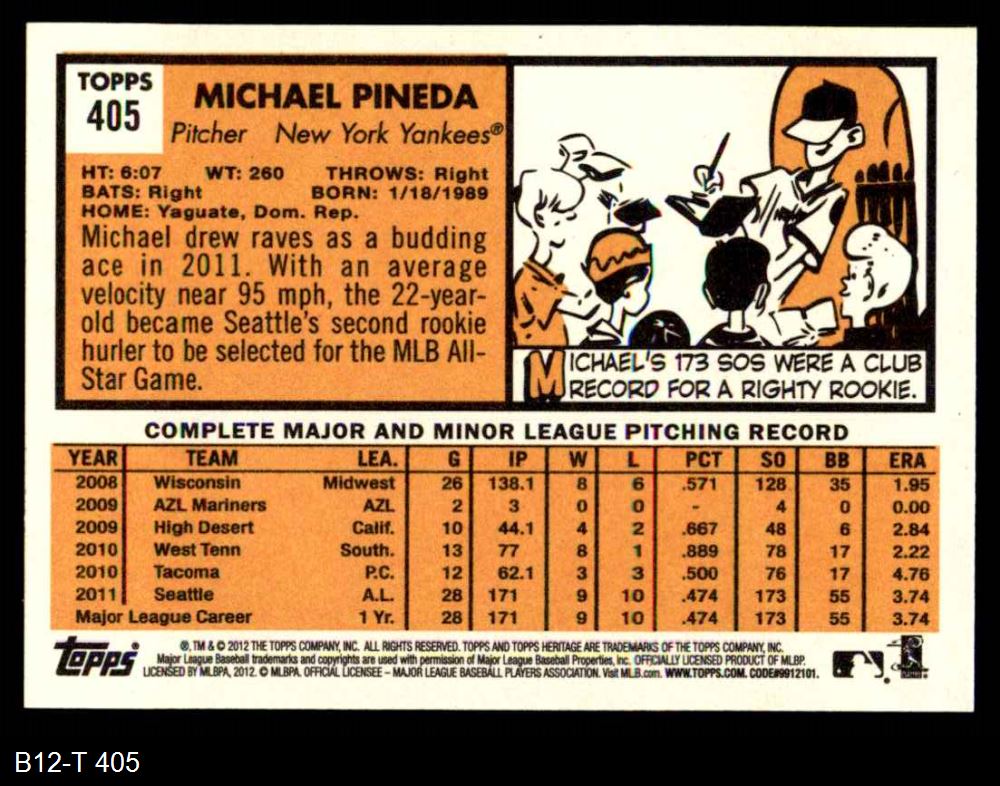 TOPPS
405
MICHAEL PINEDA
Pitcher New York Yankees®
HT: 6:07 WT: 260 THROWS: Right
BATS: Right BORN: 1/18/1989
HOME: Yaguate, Dom. Rep.
Michael drew raves as a budding
ace in 2011. With an average
velocity near 95 mph, the 22-year-
old became Seattle's second rookie
hurler to be selected for the MLB All-
Star Game.
MICHAEL'S 173 SOS WERE A CLUB
RECORD FOR A RIGHTY ROOKIE.
COMPLETE MAJOR AND MINOR LEAGUE PITCHING RECORD
YEAR TEAM LEA. G IP W L PCT SO BB ERA
2008 Wisconsin Midwest 26 138.1 8 6 .571 128 35 1.95
2009 AZL Mariners AZL 2 3 0 0 - 4 0 0.00
2009 High Desert Calif. 10 44.1 4 2 .667 48 6 2.84
2010 West Tenn South. 13 77 8 1 .889 78 17 2.22
2010 Tacoma P.C. 12 62.1 3 3 .500 76 17 4.76
2011 Seattle A.L. 28 171 9 10 .474 173 55 3.74
Major League Career 1 Yr. 28 171 9 10 .474 173 55 3.74
topps®
®, TM & © 2012 THE TOPPS COMPANY, INC. ALL RIGHTS RESERVED. TOPPS AND TOPPS HERITAGE ARE TRADEMARKS OF THE TOPPS COMPANY, INC.
Major League Baseball trademarks and copyrights are used with permission of Major League Baseball Properties, Inc. OFFICIALLY LICENSED PRODUCT OF MLBP.
LICENSED BY MLBPA, 2012. © MLBPA. OFFICIAL LICENSEE – MAJOR LEAGUE BASEBALL PLAYERS ASSOCIATION. Visit MLB.com. WWW.TOPPS.COM. CODE#9912101.
B12-T 405